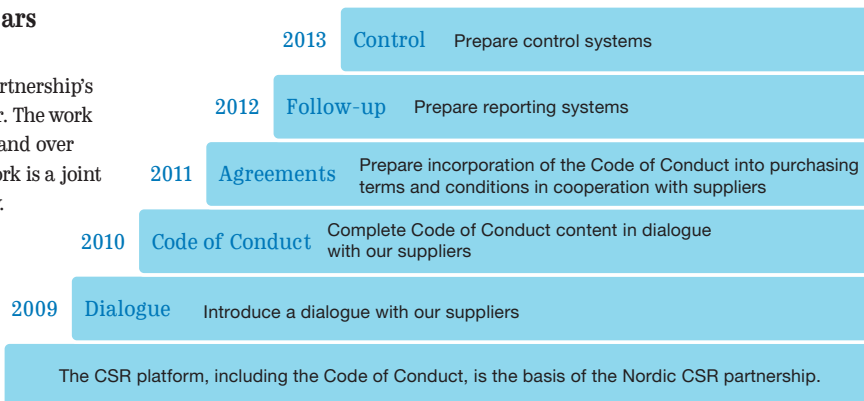 ars
rtnership's
r. The work
and over
ork is a joint
2013 Control Prepare control systems
2012 Follow-up Prepare reporting systems
2011 Agreements Prepare incorporation of the Code of Conduct into purchasing
terms and conditions in cooperation with suppliers
2010 Code of Conduct Complete Code of Conduct content in dialogue
with our suppliers
2009 Dialogue Introduce a dialogue with our suppliers
The CSR platform, including the Code of Conduct, is the basis of the Nordic CSR partnership.